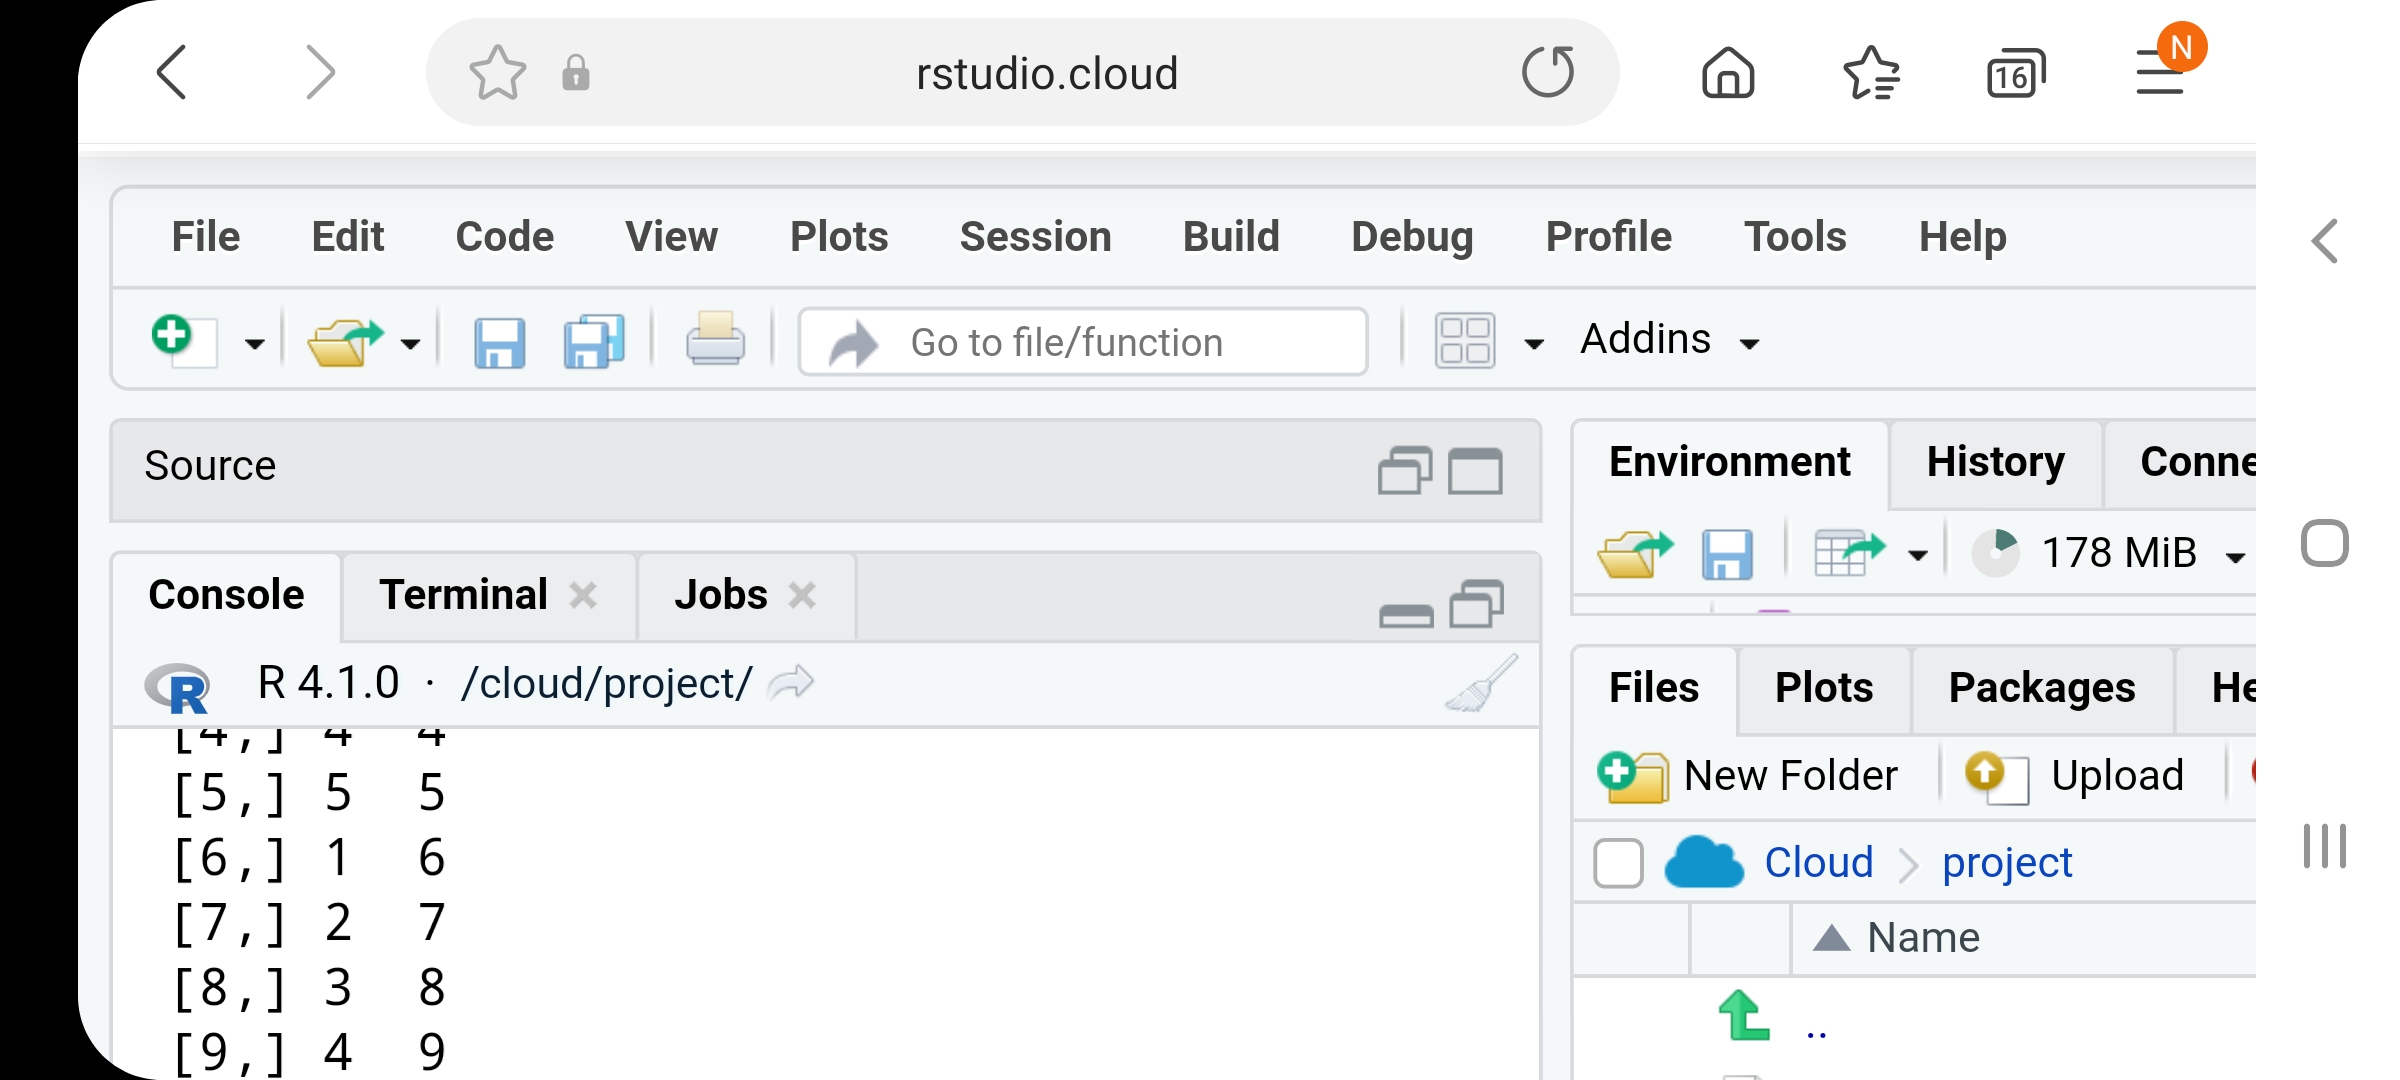 rstudio.cloud
16
N
File Edit Code View Plots Session Build Debug Profile Tools Help
Go to file/function
Addins
Source
Environment History Conne
178 MiB
Console Terminal Jobs
R 4.1.0 · /cloud/project/
[4,] 4 4
[5,] 5 5
[6,] 1 6
[7,] 2 7
[8,] 3 8
[9,] 4 9
Files Plots Packages He
New Folder Upload
Cloud project
Name
..